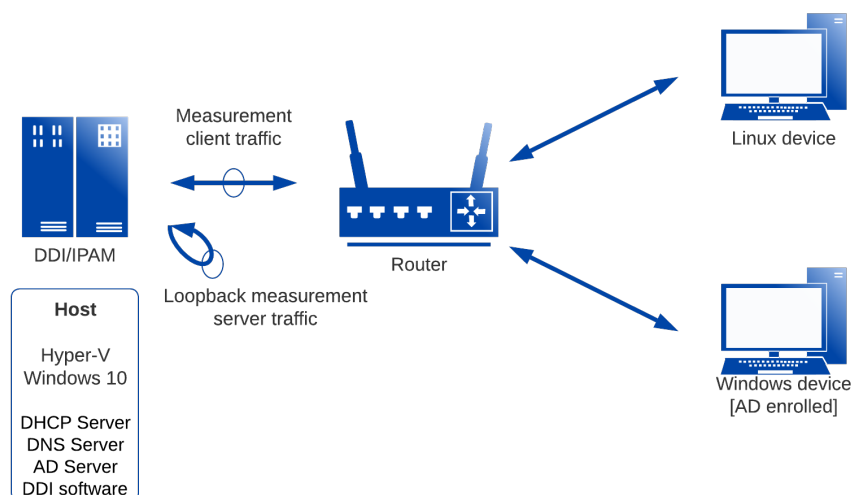 Measurement
client traffic
Linux device
DDI/IPAM
Router
Loopback measurement
server traffic
Host
Hyper-V
Windows 10
DHCP Server
DNS Server
AD Server
DDI software
Windows device
[AD enrolled]